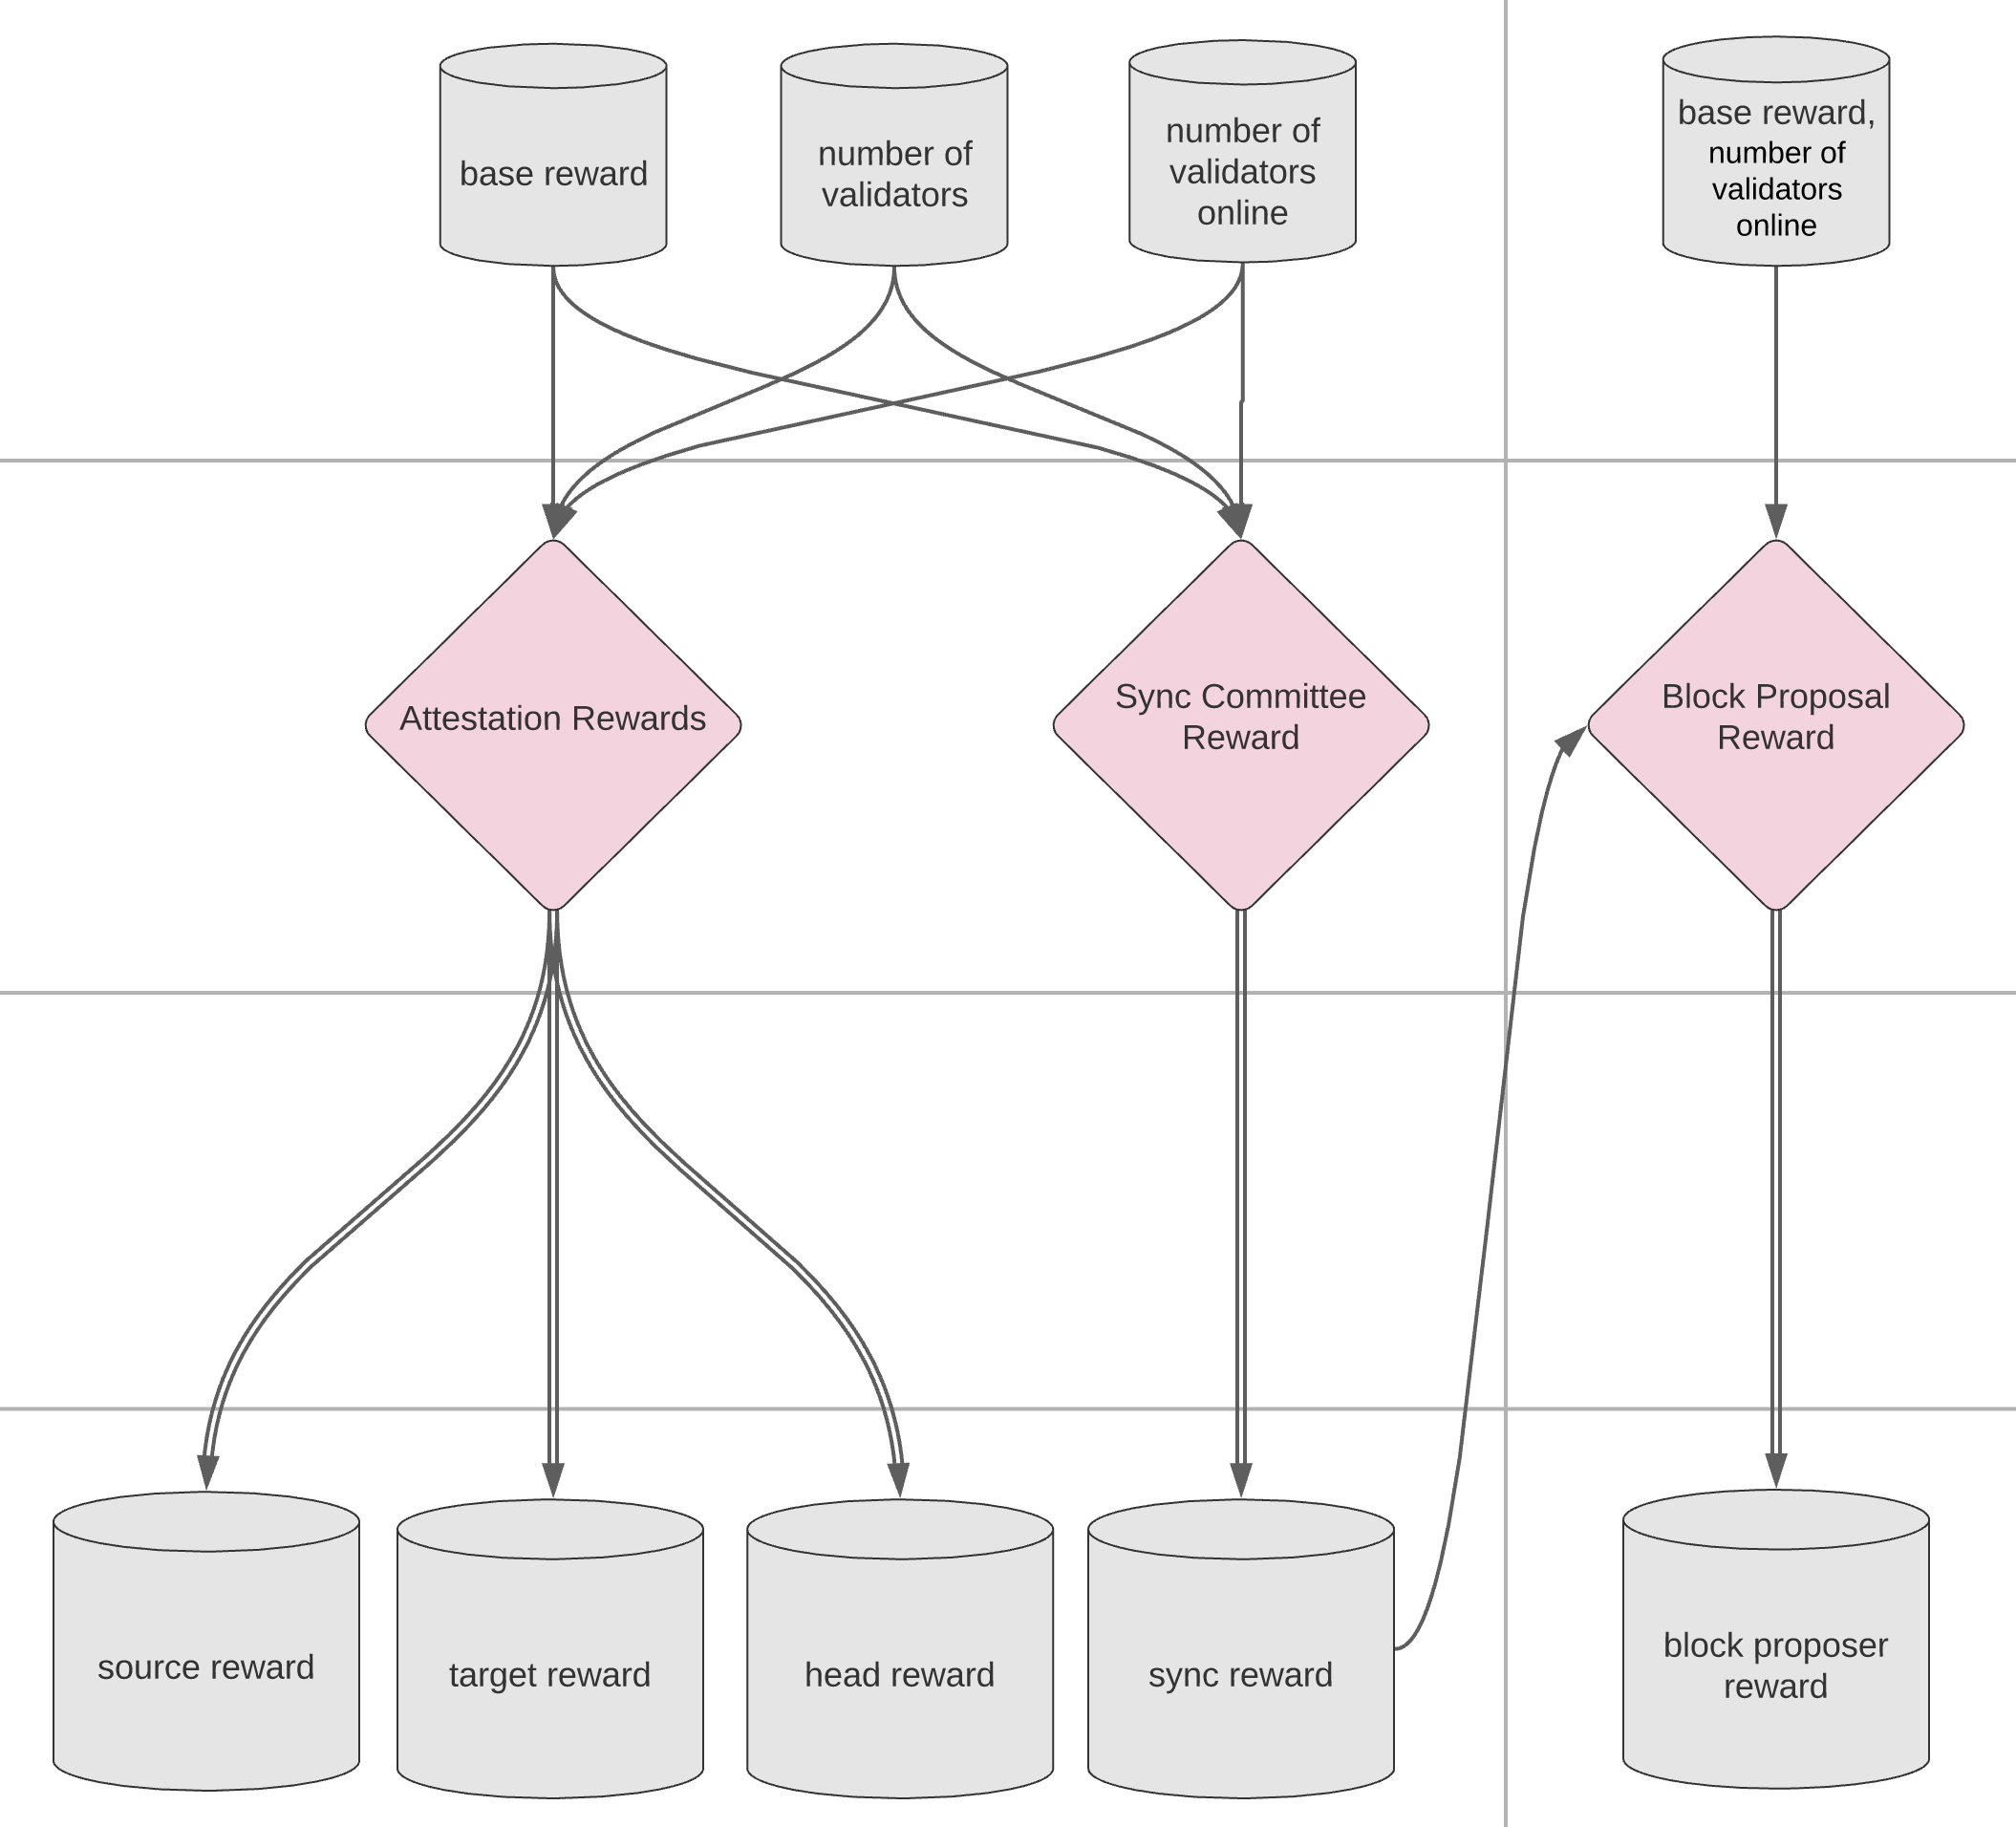 base reward
number of
validators
number of
validators
online
base reward,
number of
validators
online
Attestation Rewards
Sync Committee
Reward
Block Proposal
Reward
source reward
target reward
head reward
sync reward
block proposer
reward